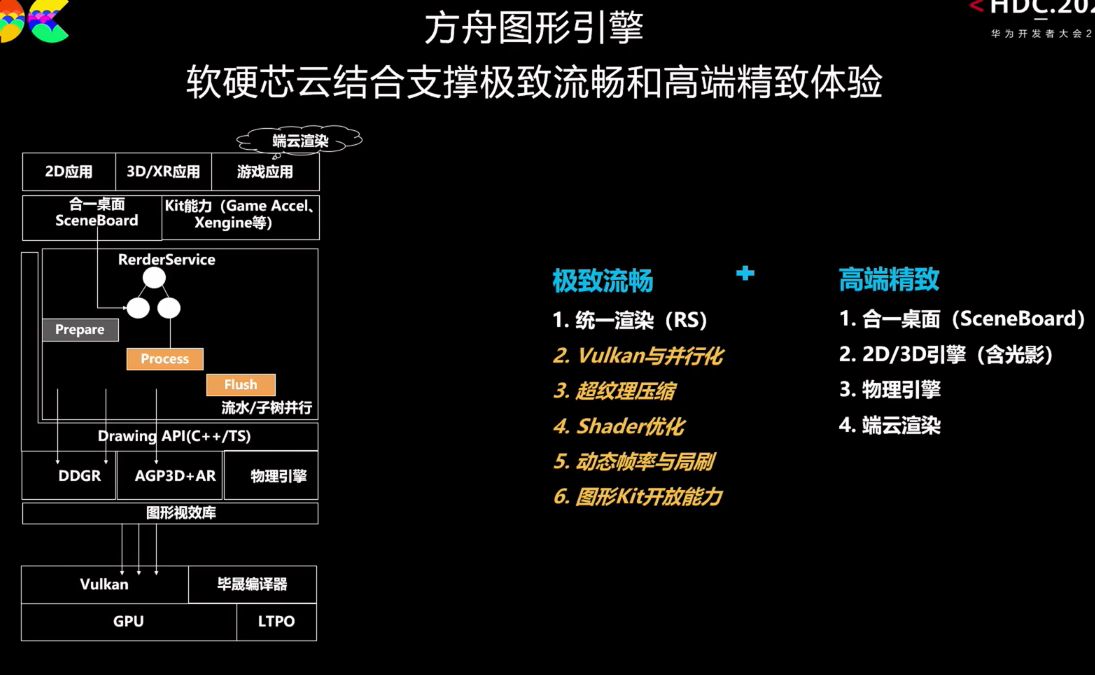 方舟图形引擎
< HDC.202
华为开发者大会2
软硬芯云结合支撑极致流畅和高端精致体验
端云渲染
2D应用
3D/XR应用
游戏应用
合一桌面
SceneBoard
Kit能力（Game Accel、
Xengine等）
RerderService
Prepare
Process
Flush
流水/子树并行
Drawing API(C++/TS)
DDGR
AGP3D+AR
物理引擎
图形视效库
Vulkan
毕昇编译器
GPU
LTPO
极致流畅
1. 统一渲染（RS）
2. Vulkan与并行化
3. 超纹理压缩
4. Shader优化
5. 动态帧率与局刷
6. 图形Kit开放能力
+
高端精致
1. 合一桌面（SceneBoard）
2. 2D/3D引擎（含光影）
3. 物理引擎
4. 端云渲染